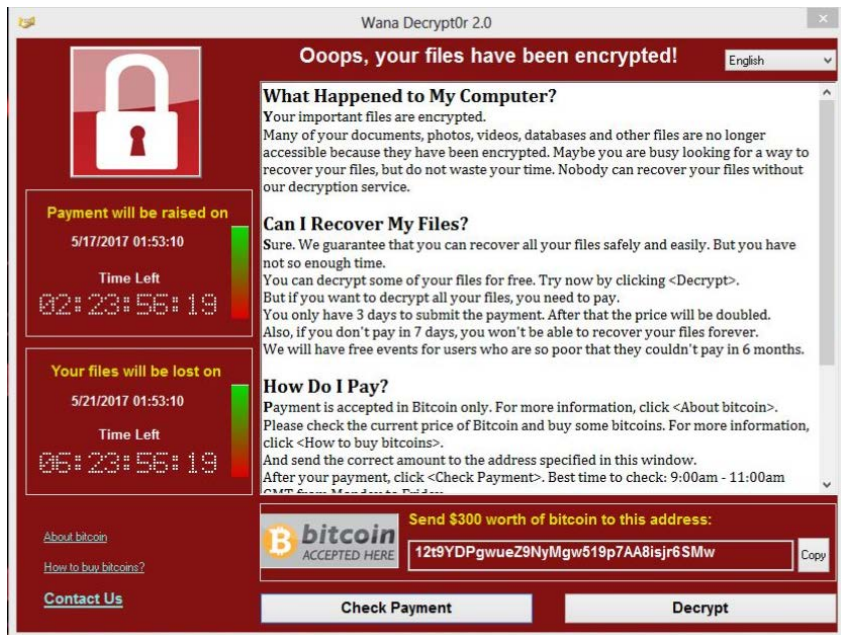 Wana Decrypt0r 2.0
Ooops, your files have been encrypted!
English
Payment will be raised on
5/17/2017 01:53:10
Time Left
02:23:56:19
Your files will be lost on
5/21/2017 01:53:10
Time Left
06:23:56:19
About bitcoin
How to buy bitcoins?
Contact Us
What Happened to My Computer?
Your important files are encrypted.
Many of your documents, photos, videos, databases and other files are no longer
accessible because they have been encrypted. Maybe you are busy looking for a way to
recover your files, but do not waste your time. Nobody can recover your files without
our decryption service.
Can I Recover My Files?
Sure. We guarantee that you can recover all your files safely and easily. But you have
not so enough time.
You can decrypt some of your files for free. Try now by clicking <Decrypt>.
But if you want to decrypt all your files, you need to pay.
You only have 3 days to submit the payment. After that the price will be doubled.
Also, if you don't pay in 7 days, you won't be able to recover your files forever.
We will have free events for users who are so poor that they couldn't pay in 6 months.
How Do I Pay?
Payment is accepted in Bitcoin only. For more information, click <About bitcoin>.
Please check the current price of Bitcoin and buy some bitcoins. For more information,
click <How to buy bitcoins>.
And send the correct amount to the address specified in this window.
After your payment, click <Check Payment>. Best time to check: 9:00am - 11:00am
GMT from Monday to Friday.
bitcoin
ACCEPTED HERE
Send $300 worth of bitcoin to this address:
12t9YDPgwueZ9NyMgw519p7AA8isjr6SMw
Copy
Check Payment
Decrypt